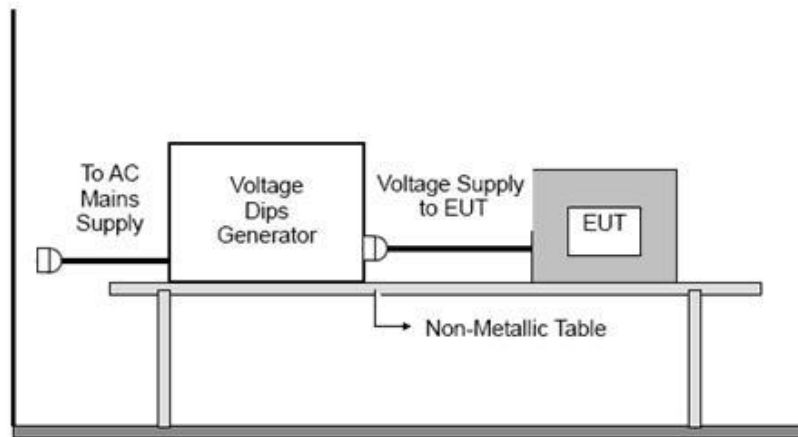 To AC
Mains
Supply
Voltage
Dips
Generator
Voltage Supply
to EUT
EUT
Non-Metallic Table